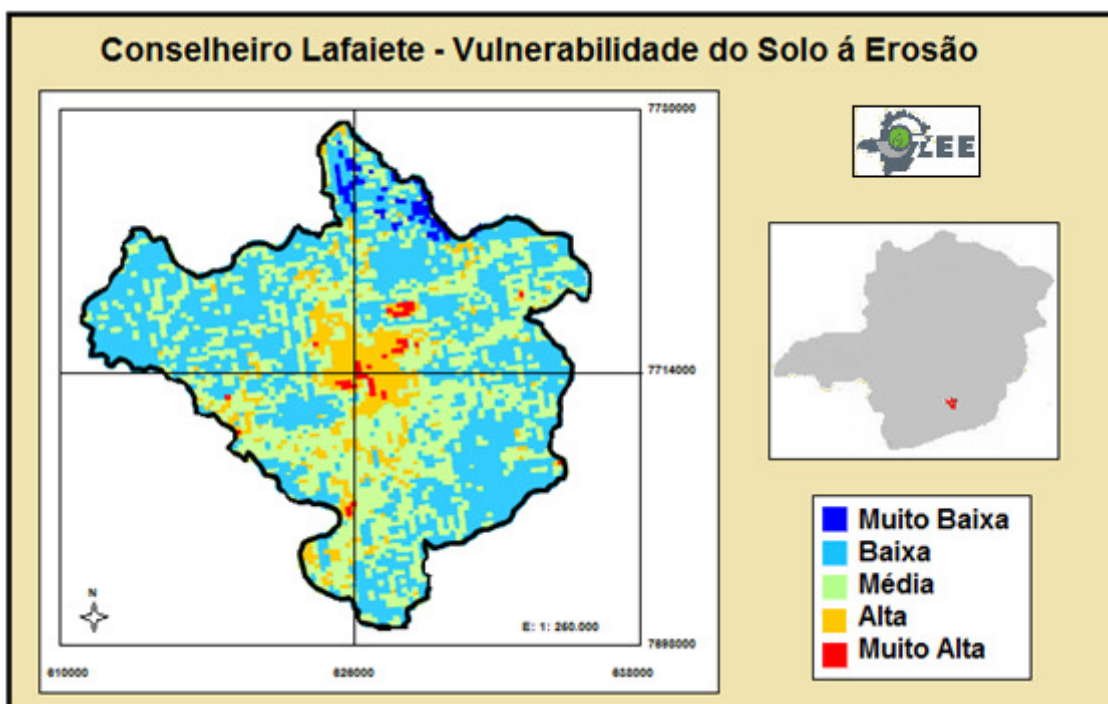 Conselheiro Lafaiete - Vulnerabilidade do Solo á Erosão
7730000
ZEE
7714000
Muito Baixa
Baixa
Média
Alta
Muito Alta
N
E: 1: 260.000
7698000
610000
626000
638000